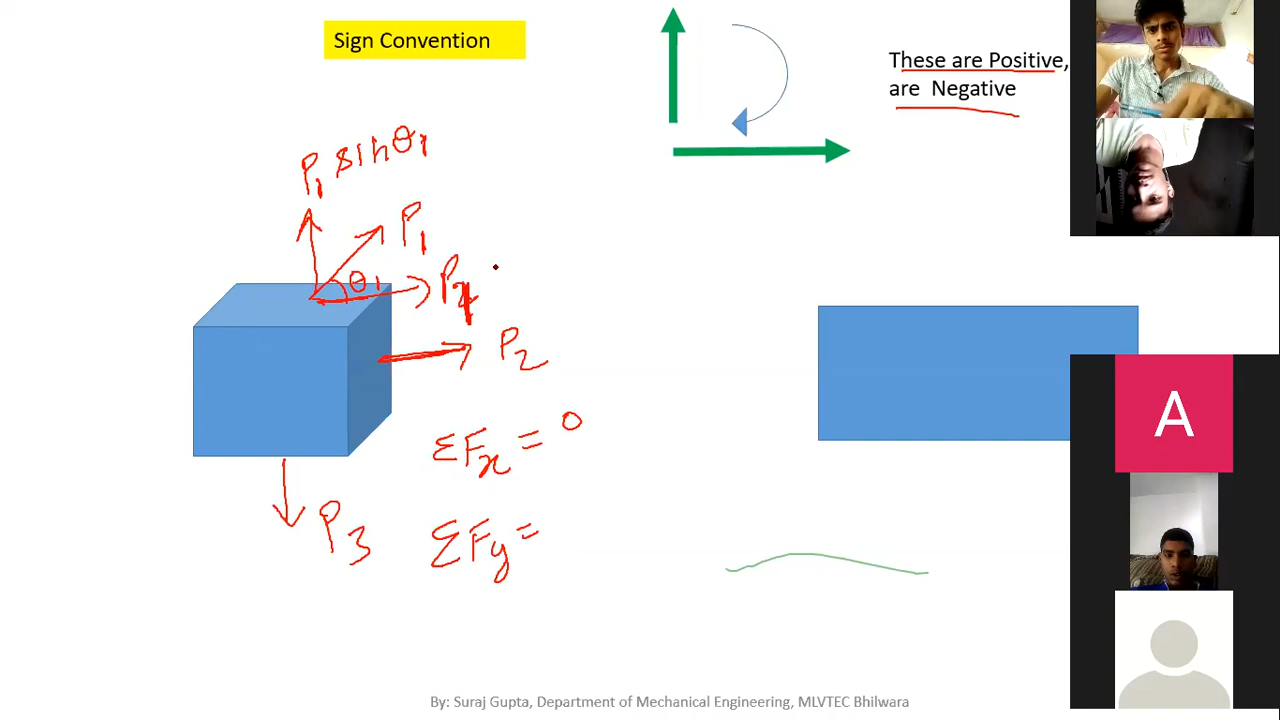 Sign Convention
These are Positive,
are Negative
P₁ sinθ₁
P₁
θ₁
P₂
ΣFₓ = 0
P₃
ΣFy =
A
By: Suraj Gupta, Department of Mechanical Engineering, MLVTEC Bhilwara